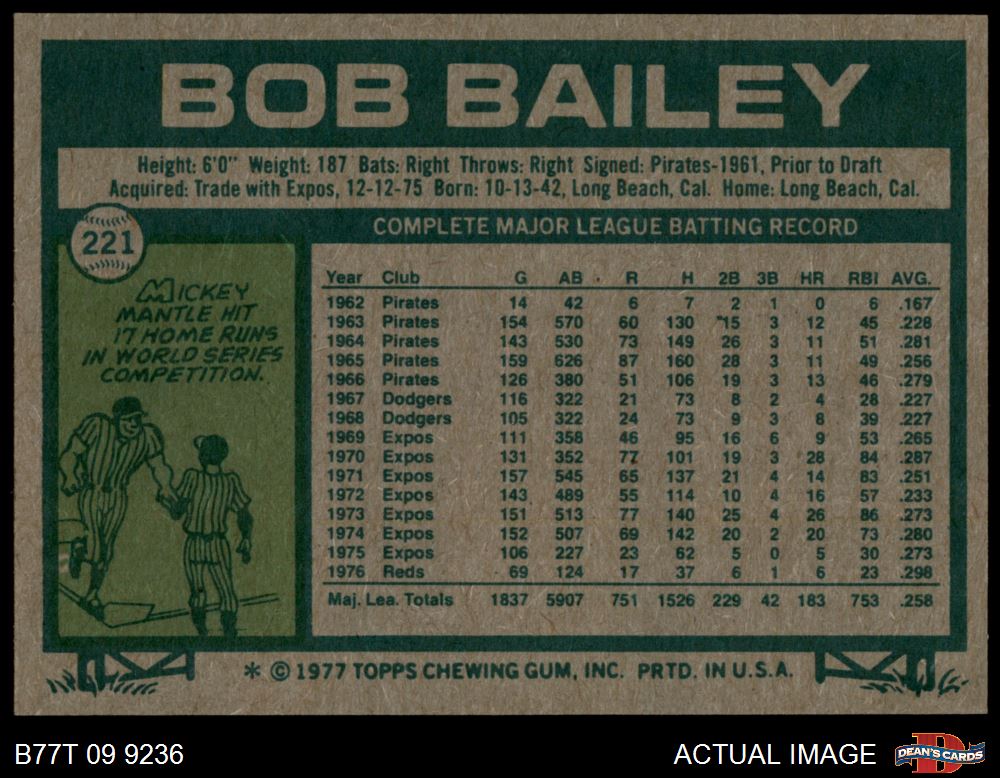 BOB BAILEY
Height: 6'0" Weight: 187 Bats: Right Throws: Right Signed: Pirates-1961, Prior to Draft
Acquired: Trade with Expos, 12-12-75 Born: 10-13-42, Long Beach, Cal. Home: Long Beach, Cal.
221
MICKEY
MANTLE HIT
17 HOME RUNS
IN WORLD SERIES
COMPETITION.
COMPLETE MAJOR LEAGUE BATTING RECORD
Year Club G AB R H 2B 3B HR RBI AVG.
1962 Pirates 14 42 6 7 2 1 0 6 .167
1963 Pirates 154 570 60 130 15 3 12 45 .228
1964 Pirates 143 530 73 149 26 3 11 51 .281
1965 Pirates 159 626 87 160 28 3 11 49 .256
1966 Pirates 126 380 51 106 19 3 13 46 .279
1967 Dodgers 116 322 21 73 8 2 4 28 .227
1968 Dodgers 105 322 24 73 9 3 8 39 .227
1969 Expos 111 358 46 95 16 6 9 53 .265
1970 Expos 131 352 77 101 19 3 28 84 .287
1971 Expos 157 545 65 137 21 4 14 83 .251
1972 Expos 143 489 55 114 10 4 16 57 .233
1973 Expos 151 513 77 140 25 4 26 86 .273
1974 Expos 152 507 69 142 20 2 20 73 .280
1975 Expos 106 227 23 62 5 0 5 30 .273
1976 Reds 69 124 17 37 6 1 6 23 .298
Maj. Lea. Totals 1837 5907 751 1526 229 42 183 753 .258
* © 1977 TOPPS CHEWING GUM, INC. PRTD. IN U.S.A.
B77T 09 9236
ACTUAL IMAGE
D
DEAN'S CARDS